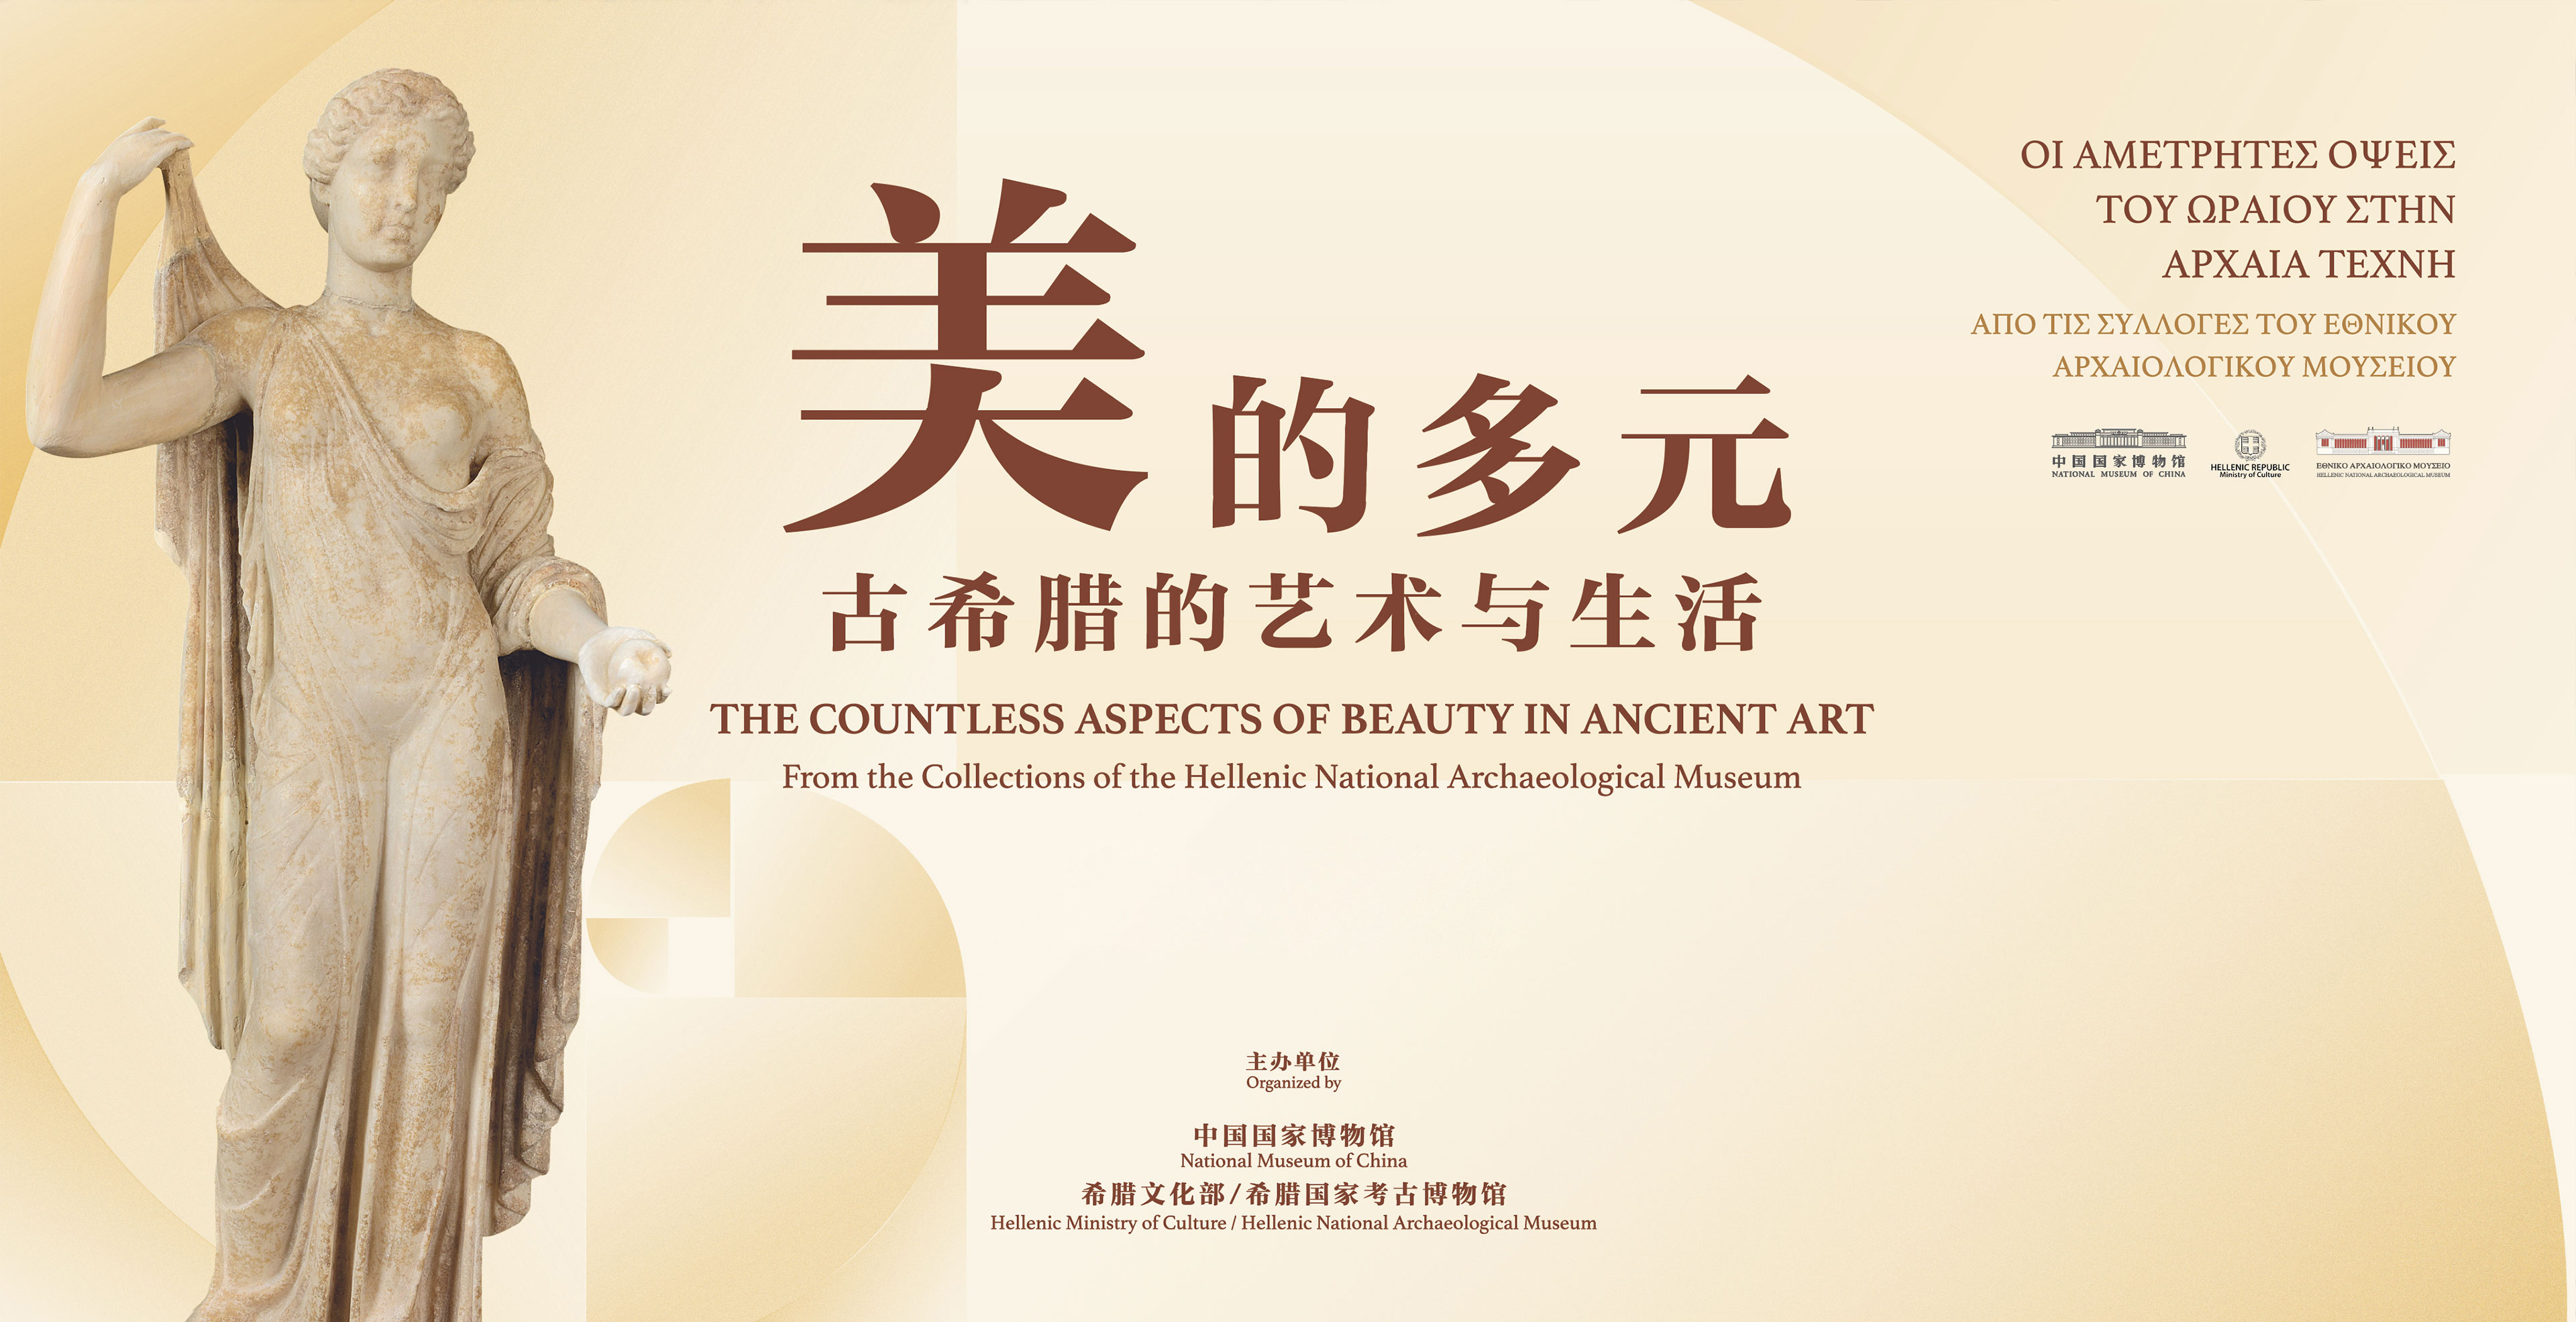 美的多元
古希腊的艺术与生活
THE COUNTLESS ASPECTS OF BEAUTY IN ANCIENT ART
From the Collections of the Hellenic National Archaeological Museum
ΟΙ ΑΜΕΤΡΗΤΕΣ ΟΨΕΙΣ
ΤΟΥ ΩΡΑΙΟΥ ΣΤΗΝ
ΑΡΧΑΙΑ ΤΕΧΝΗ
ΑΠΟ ΤΙΣ ΣΥΛΛΟΓΕΣ ΤΟΥ ΕΘΝΙΚΟΥ
ΑΡΧΑΙΟΛΟΓΙΚΟΥ ΜΟΥΣΕΙΟΥ
中国国家博物馆
NATIONAL MUSEUM OF CHINA
HELLENIC REPUBLIC
Ministry of Culture
ΕΘΝΙΚΟ ΑΡΧΑΙΟΛΟΓΙΚΟ ΜΟΥΣΕΙΟ
HELLENIC NATIONAL ARCHAEOLOGICAL MUSEUM
主办单位
Organized by
中国国家博物馆
National Museum of China
希腊文化部/希腊国家考古博物馆
Hellenic Ministry of Culture / Hellenic National Archaeological Museum